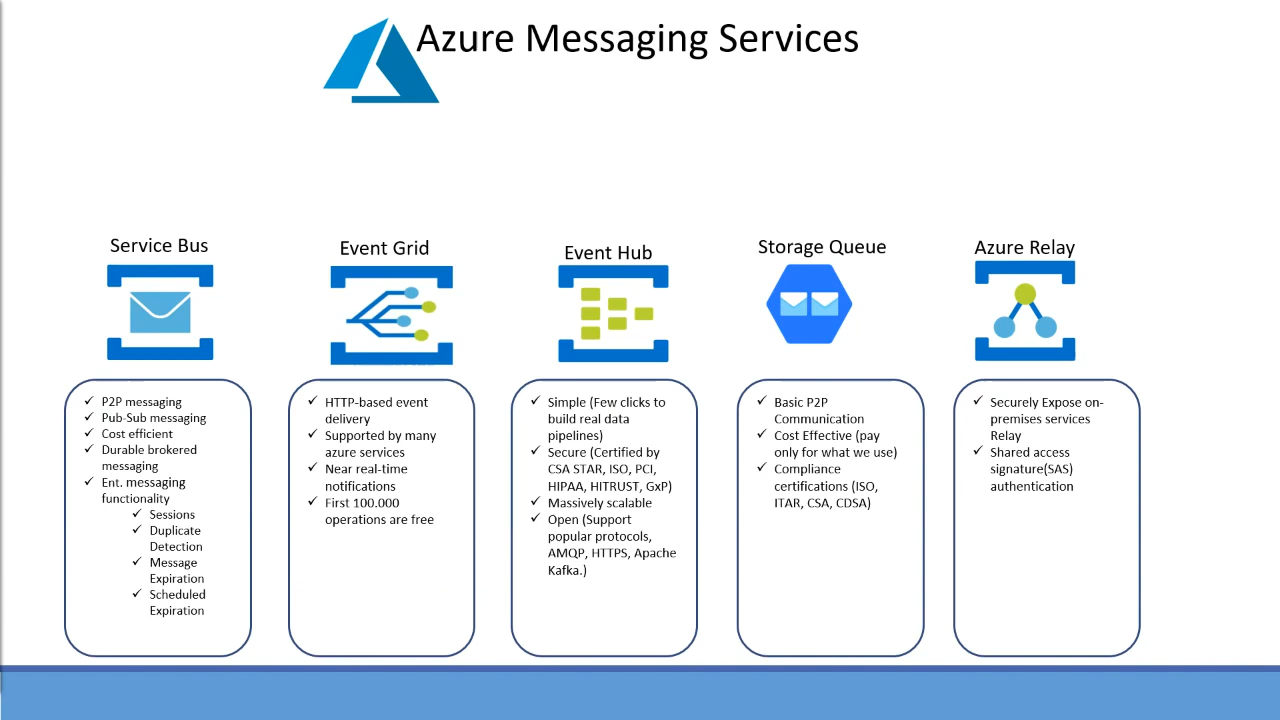 Azure Messaging Services
Service Bus
P2P messaging
Pub-Sub messaging
Cost efficient
Durable brokered
messaging
Ent. messaging
functionality
Sessions
Duplicate
Detection
Message
Expiration
Scheduled
Expiration
Event Grid
HTTP-based event
delivery
Supported by many
azure services
Near real-time
notifications
First 100.000
operations are free
Event Hub
Simple (Few clicks to
build real data
pipelines)
Secure (Certified by
CSA STAR, ISO, PCI,
HIPAA, HITRUST, GxP)
Massively scalable
Open (Support
popular protocols,
AMQP, HTTPS, Apache
Kafka.)
Storage Queue
Basic P2P
Communication
Cost Effective (pay
only for what we use)
Compliance
certifications (ISO,
ITAR, CSA, CDSA)
Azure Relay
Securely Expose on-
premises services
Relay
Shared access
signature(SAS)
authentication